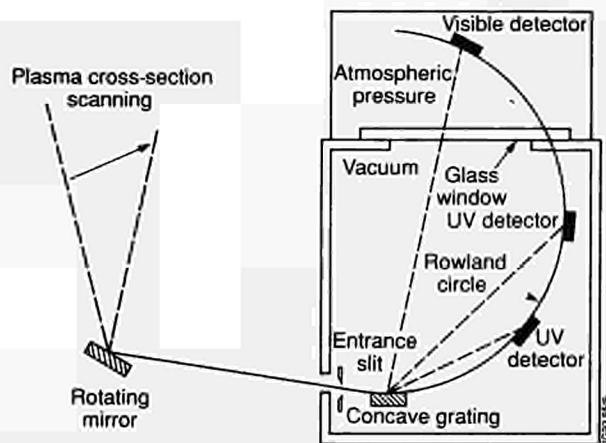 Visible detector
Plasma cross-section
scanning
Atmospheric
pressure
Vacuum
Glass
window
UV detector
Rowland
circle
Entrance
slit
UV
detector
Rotating
mirror
Concave grating